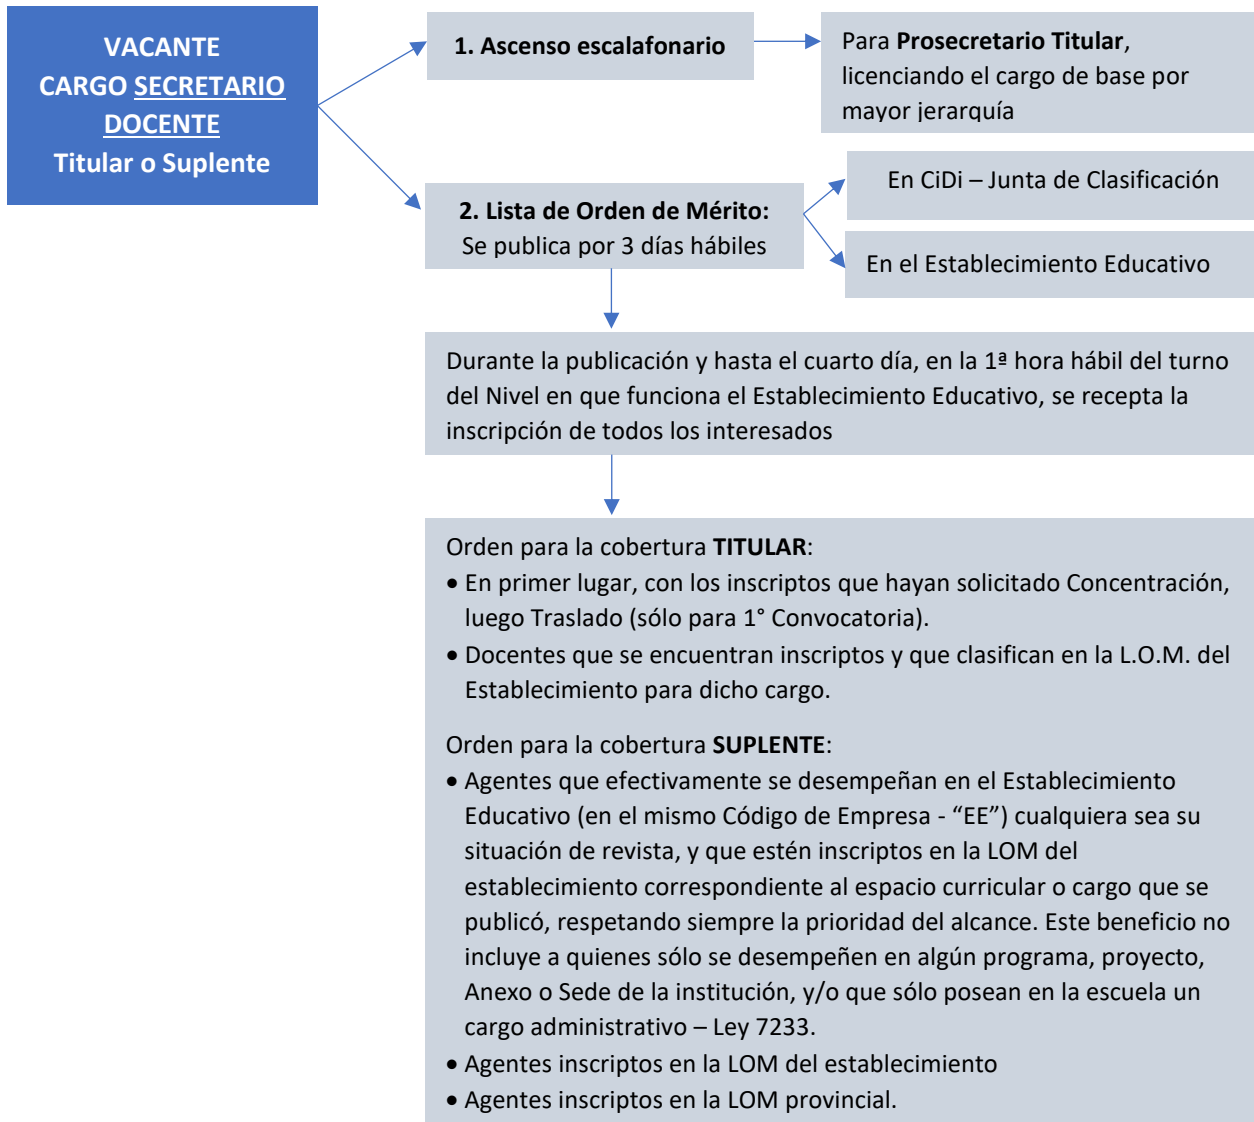 VACANTE
CARGO SECRETARIO
DOCENTE
Titular o Suplente
1. Ascenso escalafonario
Para Prosecretario Titular,
licenciando el cargo de base por
mayor jerarquía
2. Lista de Orden de Mérito:
Se publica por 3 días hábiles
En CiDi – Junta de Clasificación
En el Establecimiento Educativo
Durante la publicación y hasta el cuarto día, en la 1ª hora hábil del turno
del Nivel en que funciona el Establecimiento Educativo, se recepta la
inscripción de todos los interesados
Orden para la cobertura TITULAR:
• En primer lugar, con los inscriptos que hayan solicitado Concentración,
luego Traslado (sólo para 1° Convocatoria).
• Docentes que se encuentran inscriptos y que clasifican en la L.O.M. del
Establecimiento para dicho cargo.
Orden para la cobertura SUPLENTE:
• Agentes que efectivamente se desempeñan en el Establecimiento
Educativo (en el mismo Código de Empresa - “EE”) cualquiera sea su
situación de revista, y que estén inscriptos en la LOM del
establecimiento correspondiente al espacio curricular o cargo que se
publicó, respetando siempre la prioridad del alcance. Este beneficio no
incluye a quienes sólo se desempeñen en algún programa, proyecto,
Anexo o Sede de la institución, y/o que sólo posean en la escuela un
cargo administrativo – Ley 7233.
• Agentes inscriptos en la LOM del establecimiento
• Agentes inscriptos en la LOM provincial.